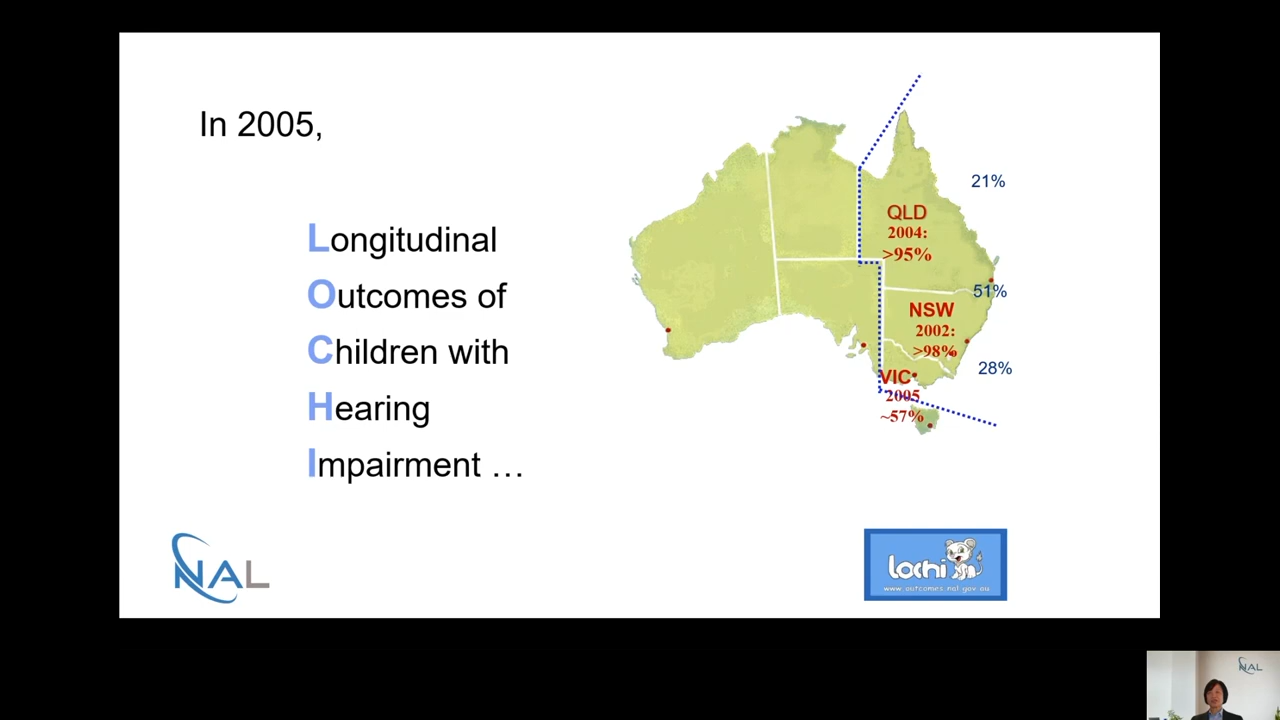 In 2005,
Longitudinal
Outcomes of
Children with
Hearing
Impairment …
21%
QLD
2004:
>95%
51%
NSW
2002:
>98%
28%
VIC
2005
~57%
NAL
lochi
www.outcomes.nal.gov.au
NAL